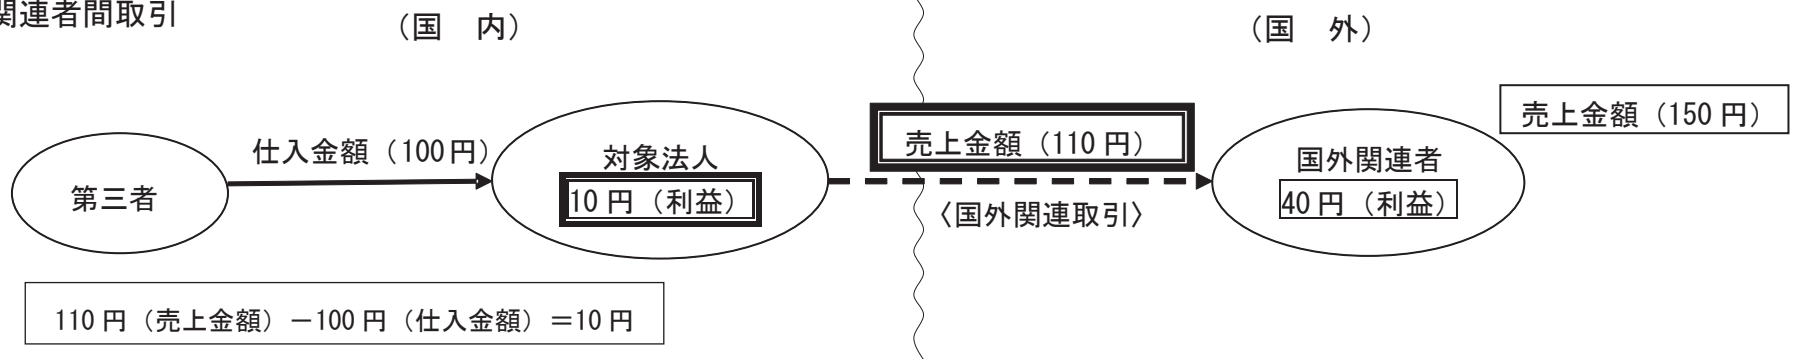 関連者間取引
（国　内）
（国　外）
売上金額（150 円）
仕入金額（100円）
売上金額（110 円）
対象法人
国外関連者
第三者
10 円（利益）
40 円（利益）
〈国外関連取引〉
110 円（売上金額）－100 円（仕入金額）＝10 円